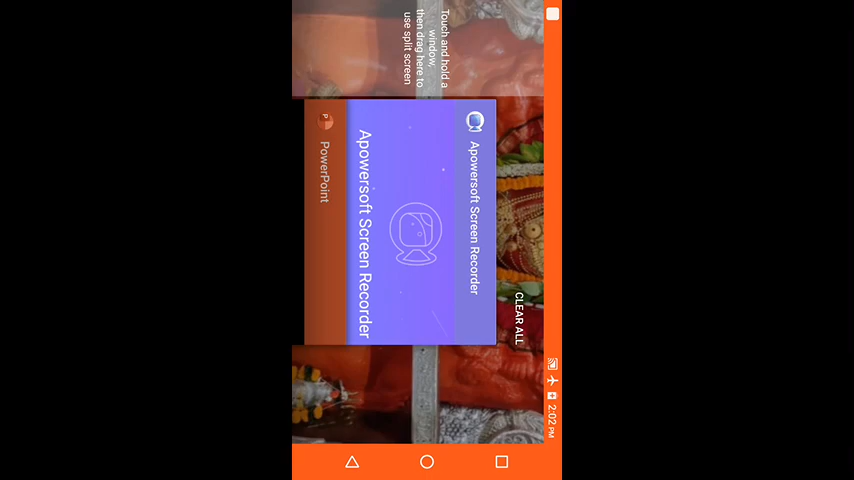 2:02 PM
Touch and hold a
window,
then drag here to
use split screen
CLEAR ALL
Apowersoft Screen Recorder
Apowersoft Screen Recorder
P
PowerPoint